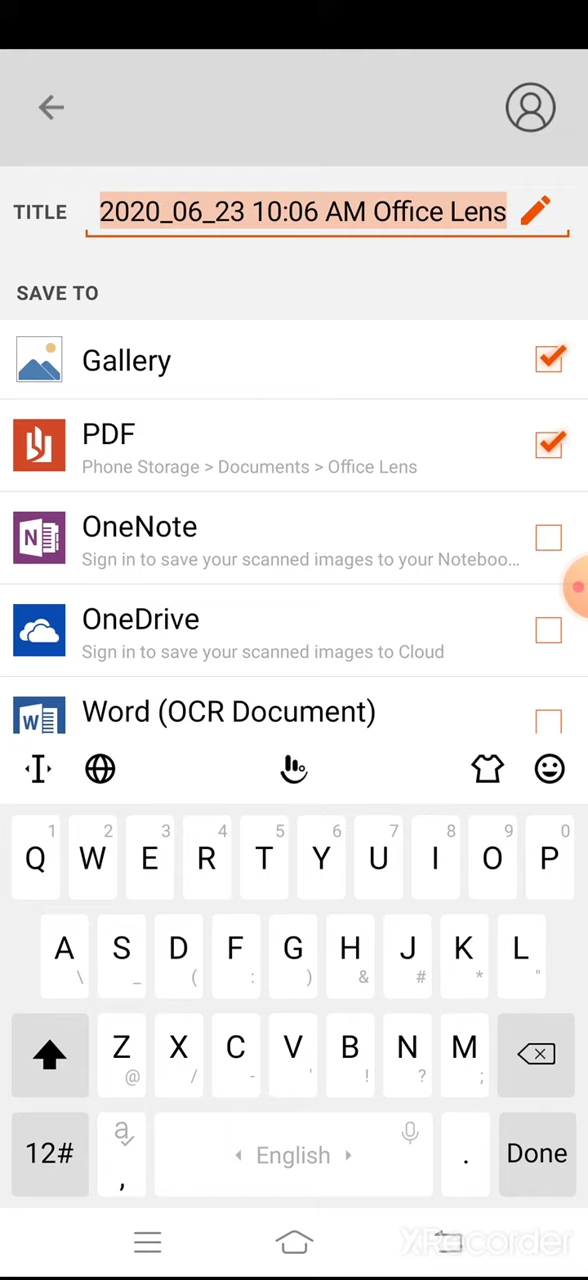 TITLE 2020_06_23 10:06 AM Office Lens
SAVE TO
Gallery
PDF
Phone Storage > Documents > Office Lens
OneNote
Sign in to save your scanned images to your Noteboo...
OneDrive
Sign in to save your scanned images to Cloud
Word (OCR Document)
1 2 3 4 5 6 7 8 9 0
Q W E R T Y U I O P
A S D F G H J K L
\ _ ( : ) & # * "
Z X C V B N M
@ / - ' ! ? ;
12# , English . Done
XRecorder